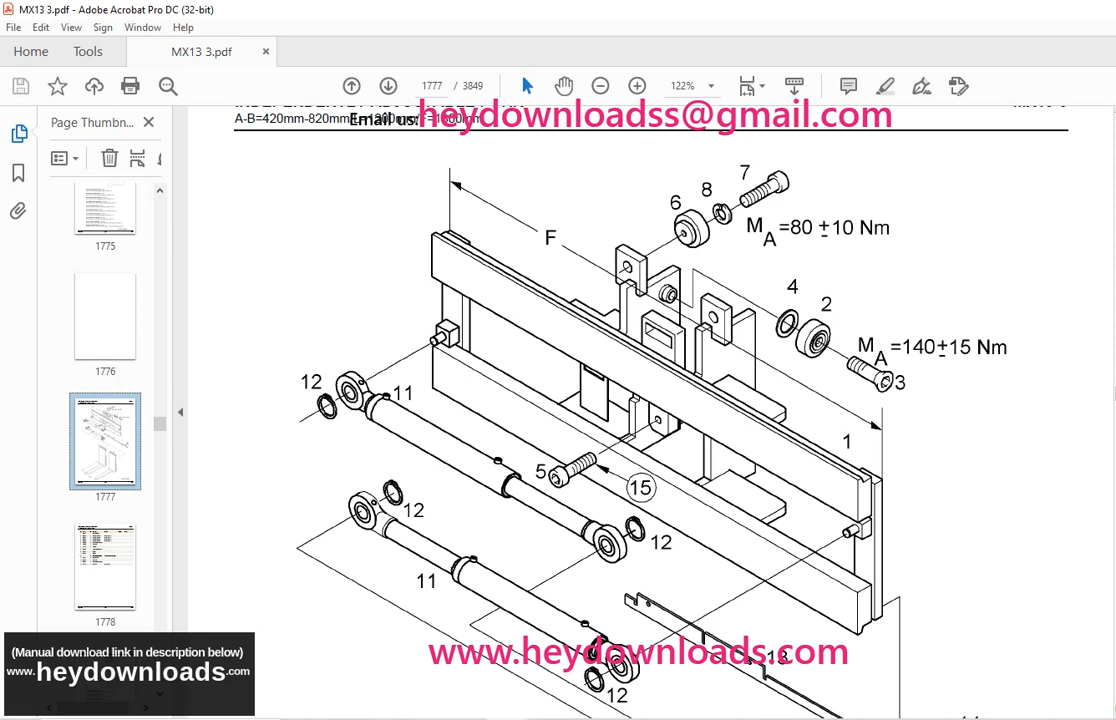 MX13 3.pdf - Adobe Acrobat Pro DC (32-bit)
File Edit View Sign Window Help
Home Tools MX13 3.pdf ×
1777 / 3849 122%
Page Thumbn...
heydownloadss@gmail.com
Email us:
A-B=420mm-820mm
F
7
8
6
M A =80 ± 10 Nm
4
2
M A =140±15 Nm
3
12
11
1
5
15
12
12
11
12
13
1775
1776
1777
1778
(Manual download link in description below)
www.heydownloads.com
www.heydownloads.com